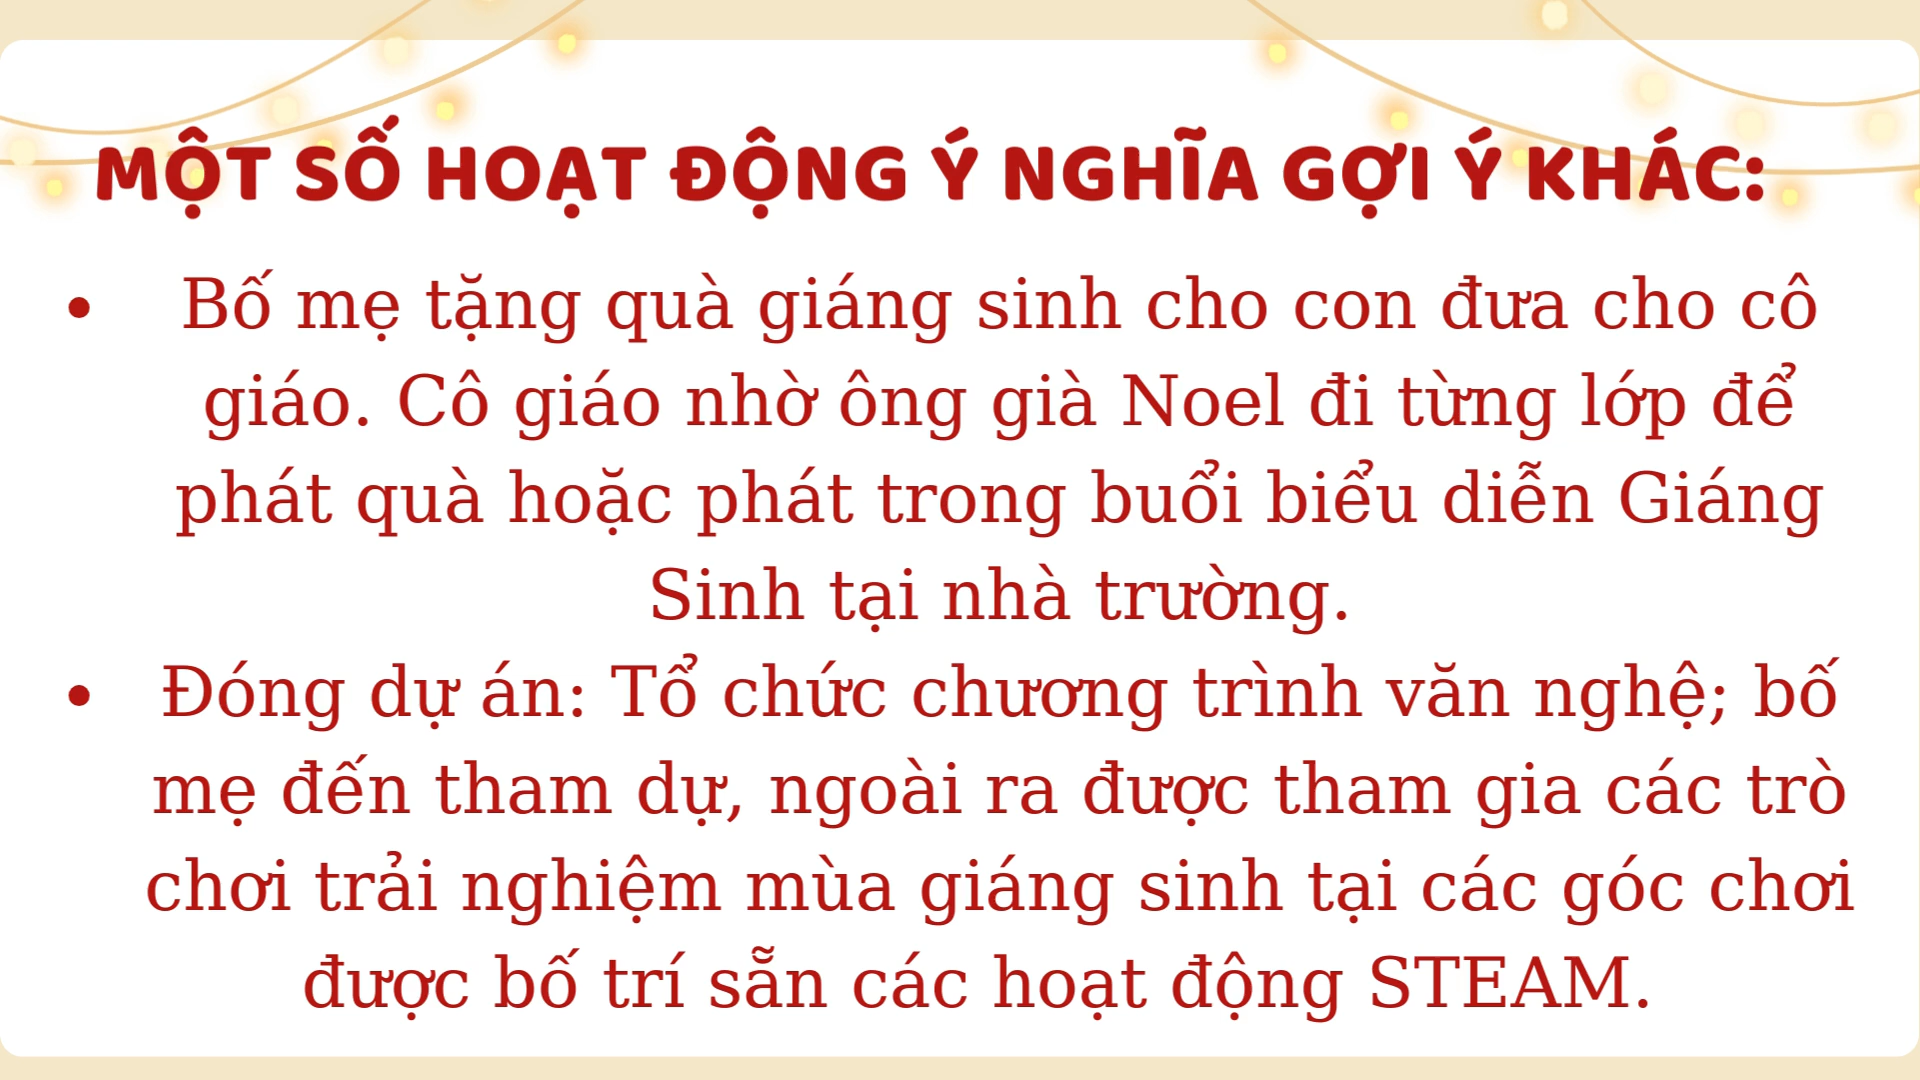 MỘT SỐ HOẠT ĐỘNG Ý NGHĨA GỢI Ý KHÁC:
• Bố mẹ tặng quà giáng sinh cho con đưa cho cô
giáo. Cô giáo nhờ ông già Noel đi từng lớp để
phát quà hoặc phát trong buổi biểu diễn Giáng
Sinh tại nhà trường.
• Đóng dự án: Tổ chức chương trình văn nghệ; bố
mẹ đến tham dự, ngoài ra được tham gia các trò
chơi trải nghiệm mùa giáng sinh tại các góc chơi
được bố trí sẵn các hoạt động STEAM.